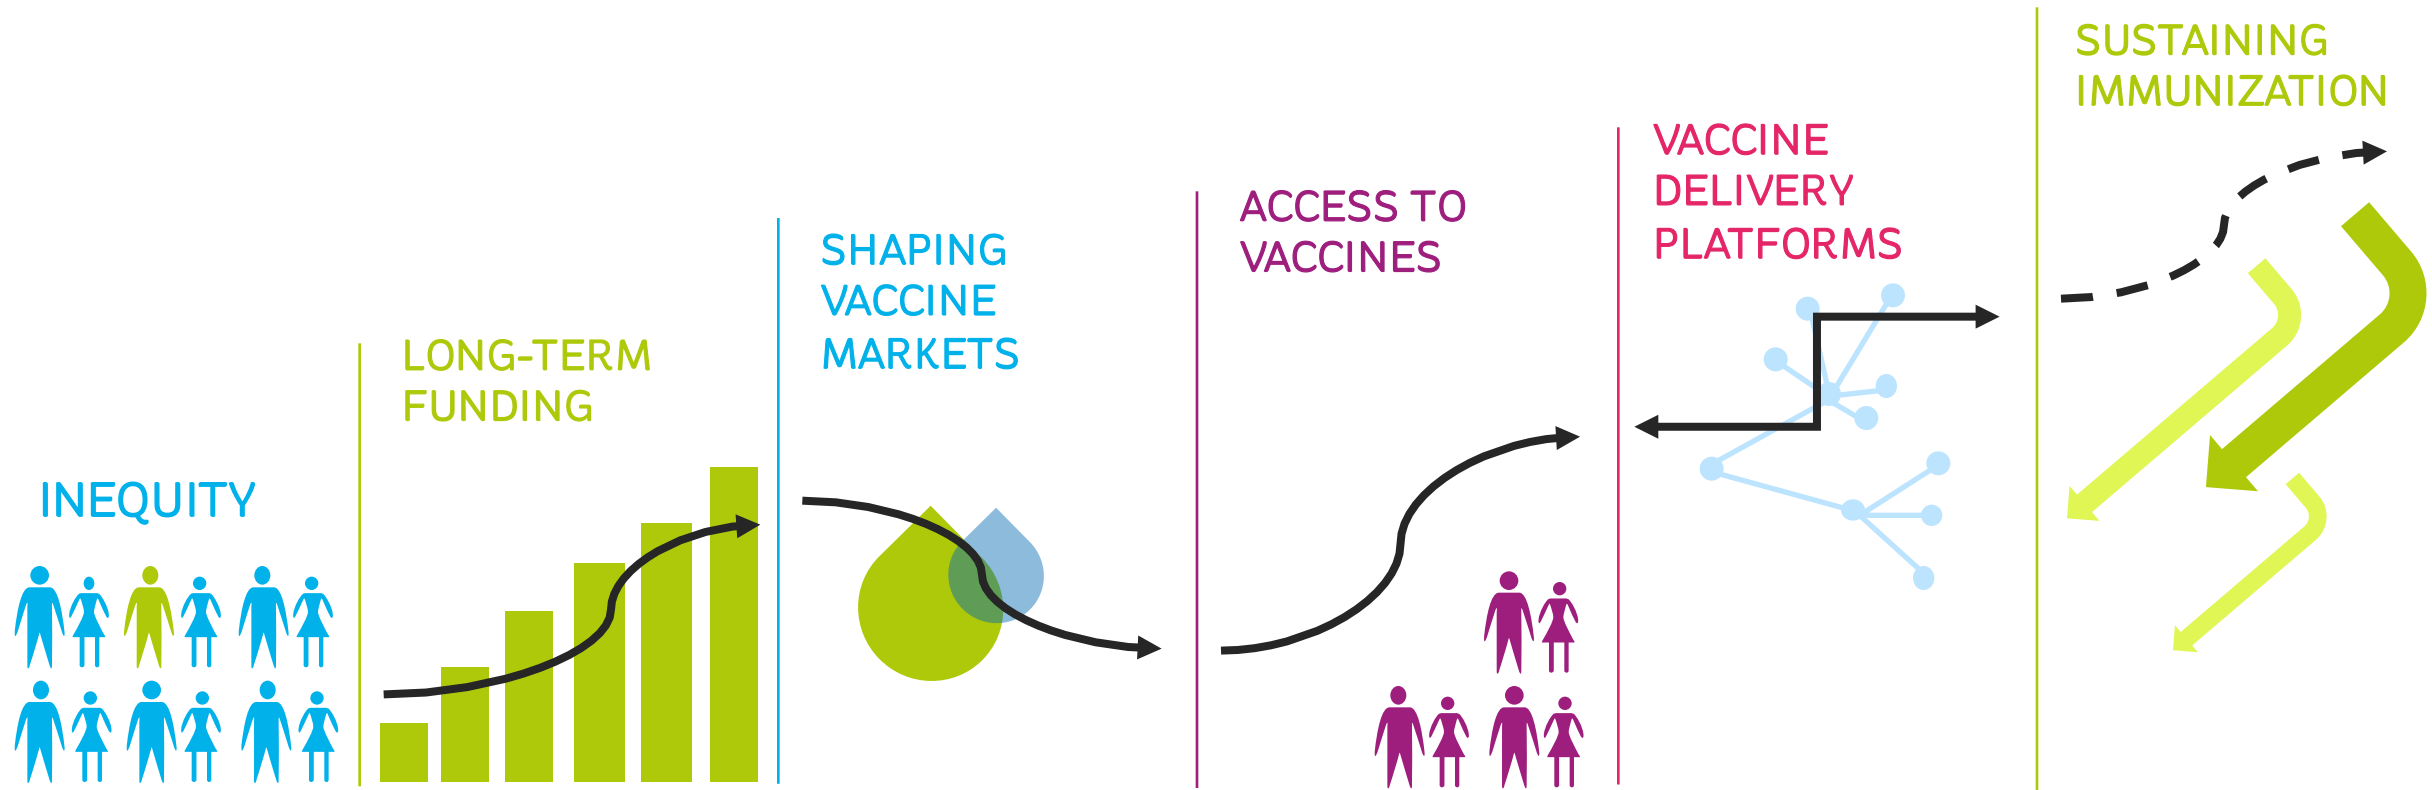 INEQUITY
LONG-TERM
FUNDING
SHAPING
VACCINE
MARKETS
ACCESS TO
VACCINES
VACCINE
DELIVERY
PLATFORMS
SUSTAINING
IMMUNIZATION